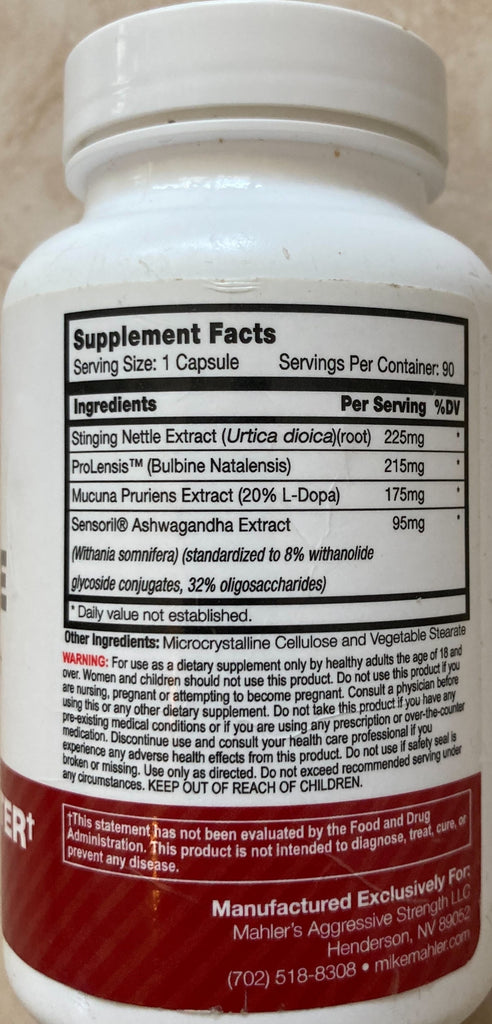 Supplement Facts
Serving Size: 1 Capsule Servings Per Container: 90
Ingredients Per Serving %DV
Stinging Nettle Extract (Urtica dioica)(root) 225mg *
ProLensis™ (Bulbine Natalensis) 215mg *
Mucuna Pruriens Extract (20% L-Dopa) 175mg *
Sensoril® Ashwagandha Extract 95mg *
(Withania somnifera) (standardized to 8% withanolide
glycoside conjugates, 32% oligosaccharides)
* Daily value not established.
Other Ingredients: Microcrystalline Cellulose and Vegetable Stearate
WARNING: For use as a dietary supplement only by healthy adults the age of 18 and
over. Women and children should not use this product. Do not use this product if you
are nursing, pregnant or attempting to become pregnant. Consult a physician before
using this or any other dietary supplement. Do not take this product if you have any
pre-existing medical conditions or if you are using any prescription or over-the-counter
medication. Discontinue use and consult your health care professional if you
experience any adverse health effects from this product. Do not use if safety seal is
broken or missing. Use only as directed. Do not exceed recommended serving under
any circumstances. KEEP OUT OF REACH OF CHILDREN.
ER†
†This statement has not been evaluated by the Food and Drug
Administration. This product is not intended to diagnose, treat, cure, or
prevent any disease.
Manufactured Exclusively For:
Mahler's Aggressive Strength LLC
Henderson, NV 89052
(702) 518-8308 • mikemahler.com